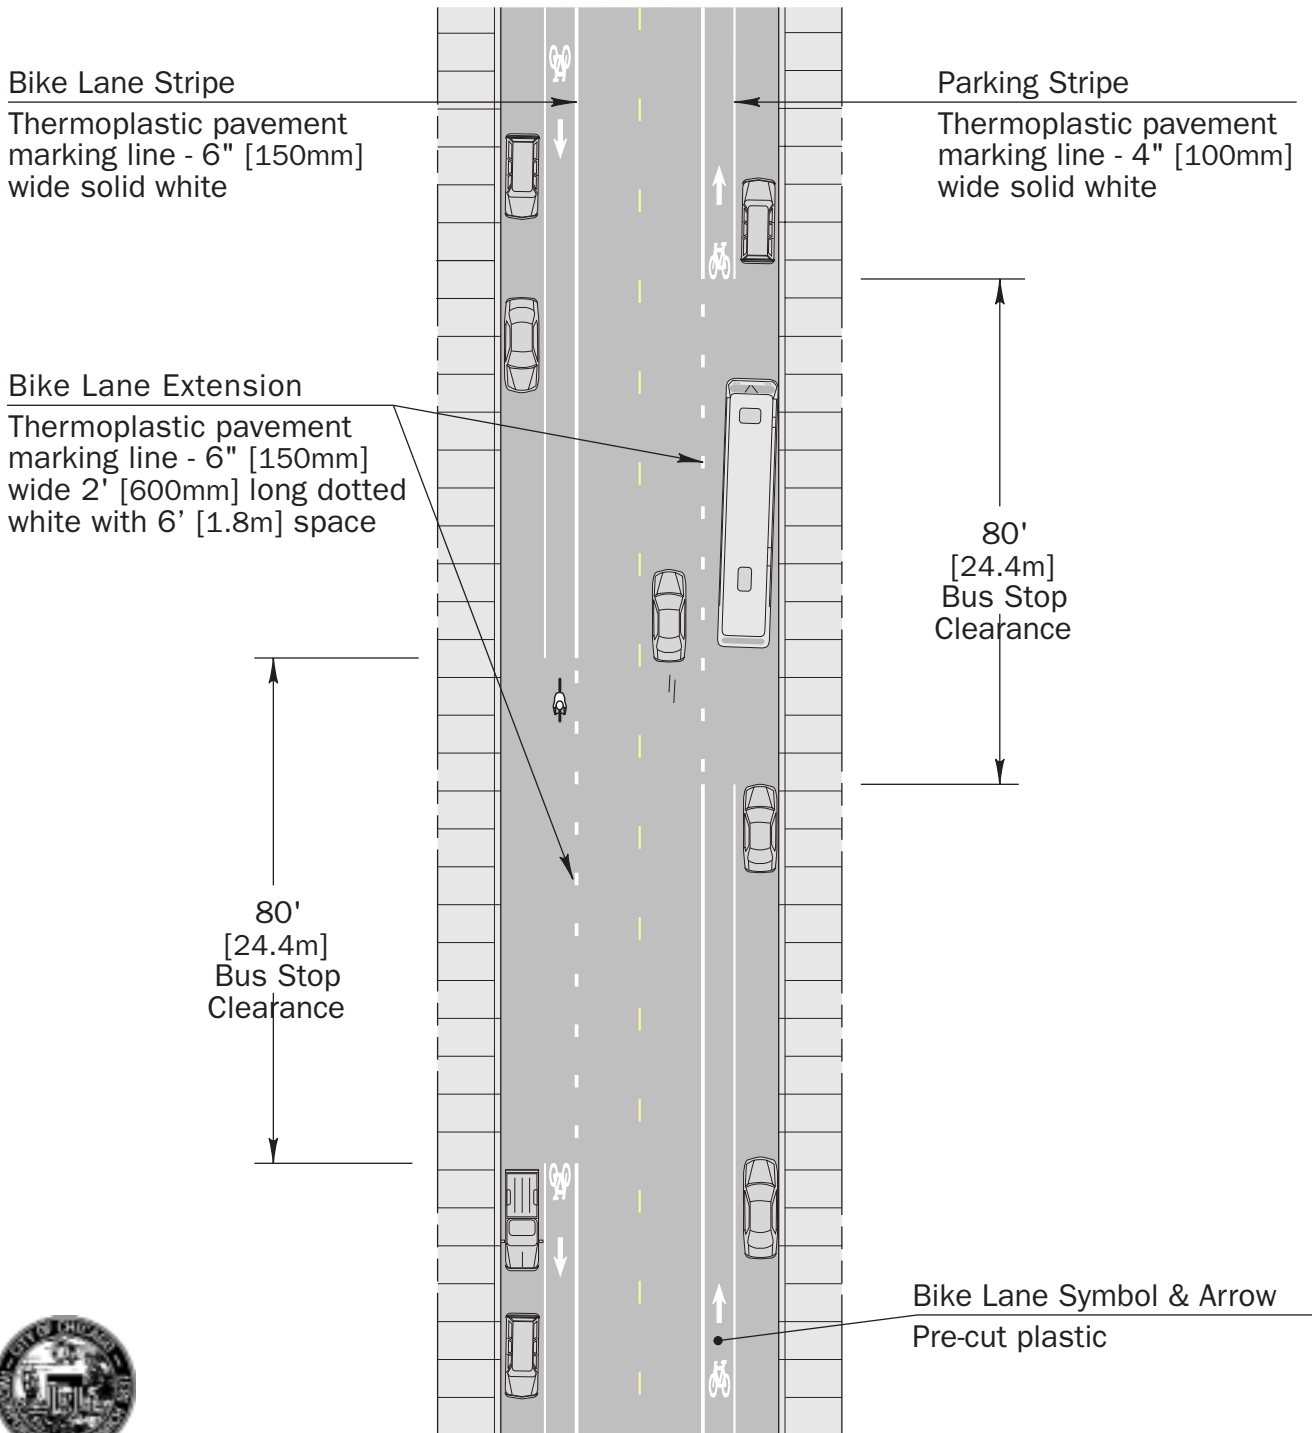 Bike Lane Stripe
Thermoplastic pavement
marking line - 6" [150mm]
wide solid white
Parking Stripe
Thermoplastic pavement
marking line - 4" [100mm]
wide solid white
Bike Lane Extension
Thermoplastic pavement
marking line - 6" [150mm]
wide 2' [600mm] long dotted
white with 6’ [1.8m] space
80'
[24.4m]
Bus Stop
Clearance
80'
[24.4m]
Bus Stop
Clearance
Bike Lane Symbol & Arrow
Pre-cut plastic
CITY OF CHICAGO